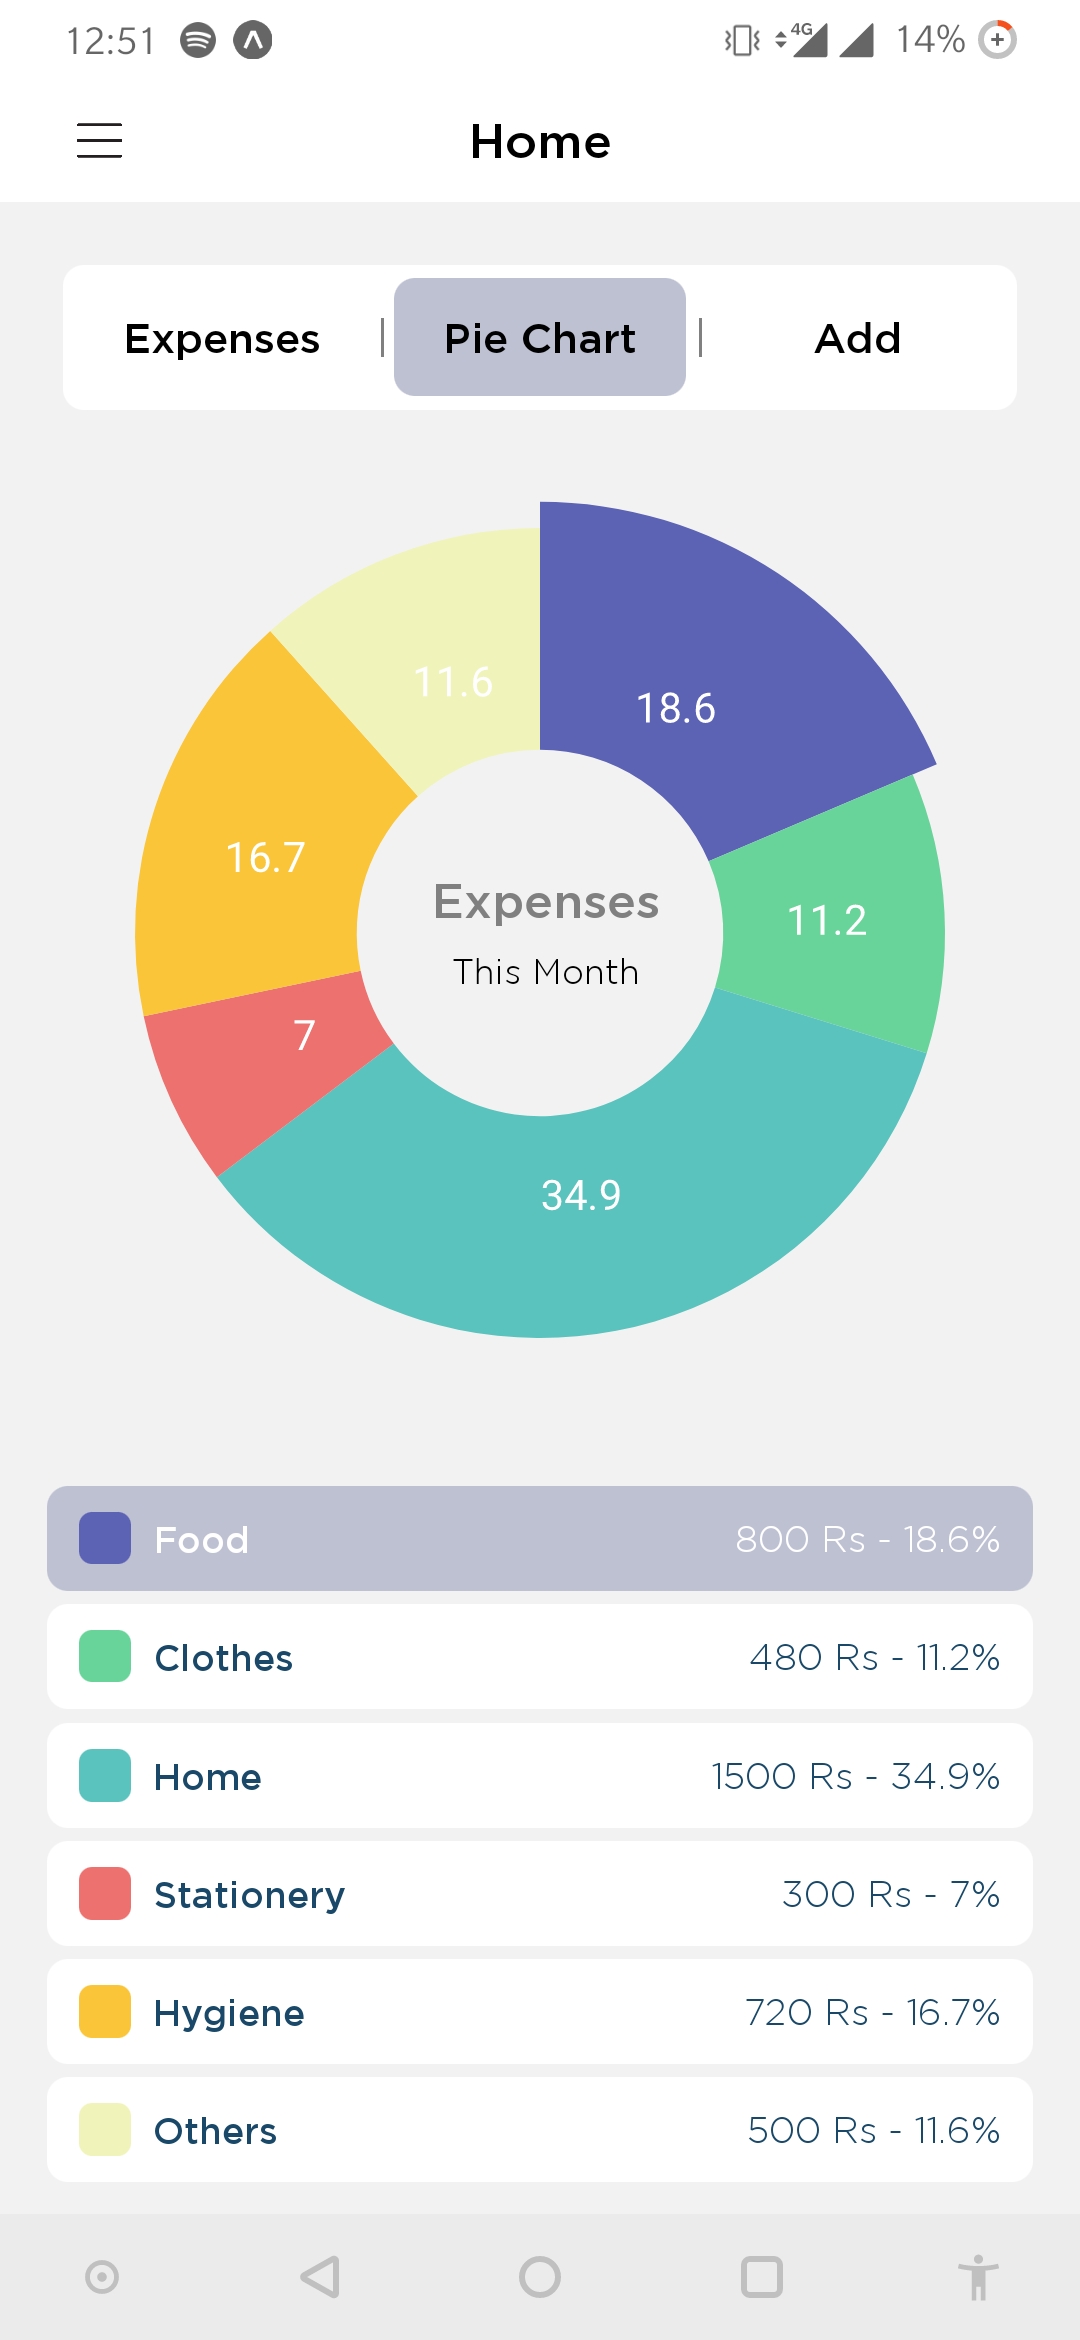 12:51 4G 14%
Home
Expenses | Pie Chart | Add
11.6
18.6
16.7
11.2
Expenses
This Month
7
34.9
Food 800 Rs - 18.6%
Clothes 480 Rs - 11.2%
Home 1500 Rs - 34.9%
Stationery 300 Rs - 7%
Hygiene 720 Rs - 16.7%
Others 500 Rs - 11.6%